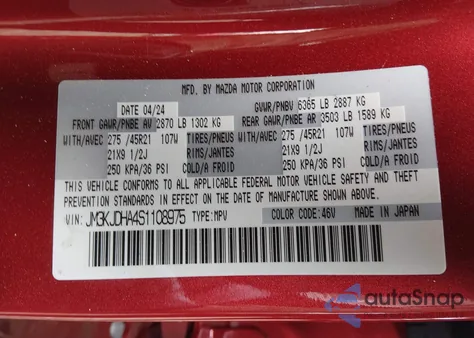 MFD. BY MAZDA MOTOR CORPORATION
DATE 04/24 GVWR/PNBV 6365 LB 2887 KG
FRONT GAWR/PNBE AV 2870 LB 1302 KG REAR GAWR/PNBE AR 3503 LB 1589 KG
WITH/AVEC 275 /45R21 107W TIRES/PNEUS WITH/AVEC 275 /45R21 107W TIRES/PNEUS
21X9 1/2J RIMS/JANTES 21X9 1/2J RIMS/JANTES
250 KPA/36 PSI COLD/FROID 250 KPA/36 PSI COLD/FROID
THIS VEHICLE CONFORMS TO ALL APPLICABLE FEDERAL MOTOR VEHICLE SAFETY AND THEFT
PREVENTION STANDARDS IN EFFECT ON THE DATE OF MANUFACTURE SHOWN ABOVE.
VIN: JM3KJDHA4S1108975 TYPE: MPV COLOR CODE: 46V MADE IN JAPAN
autoSnap